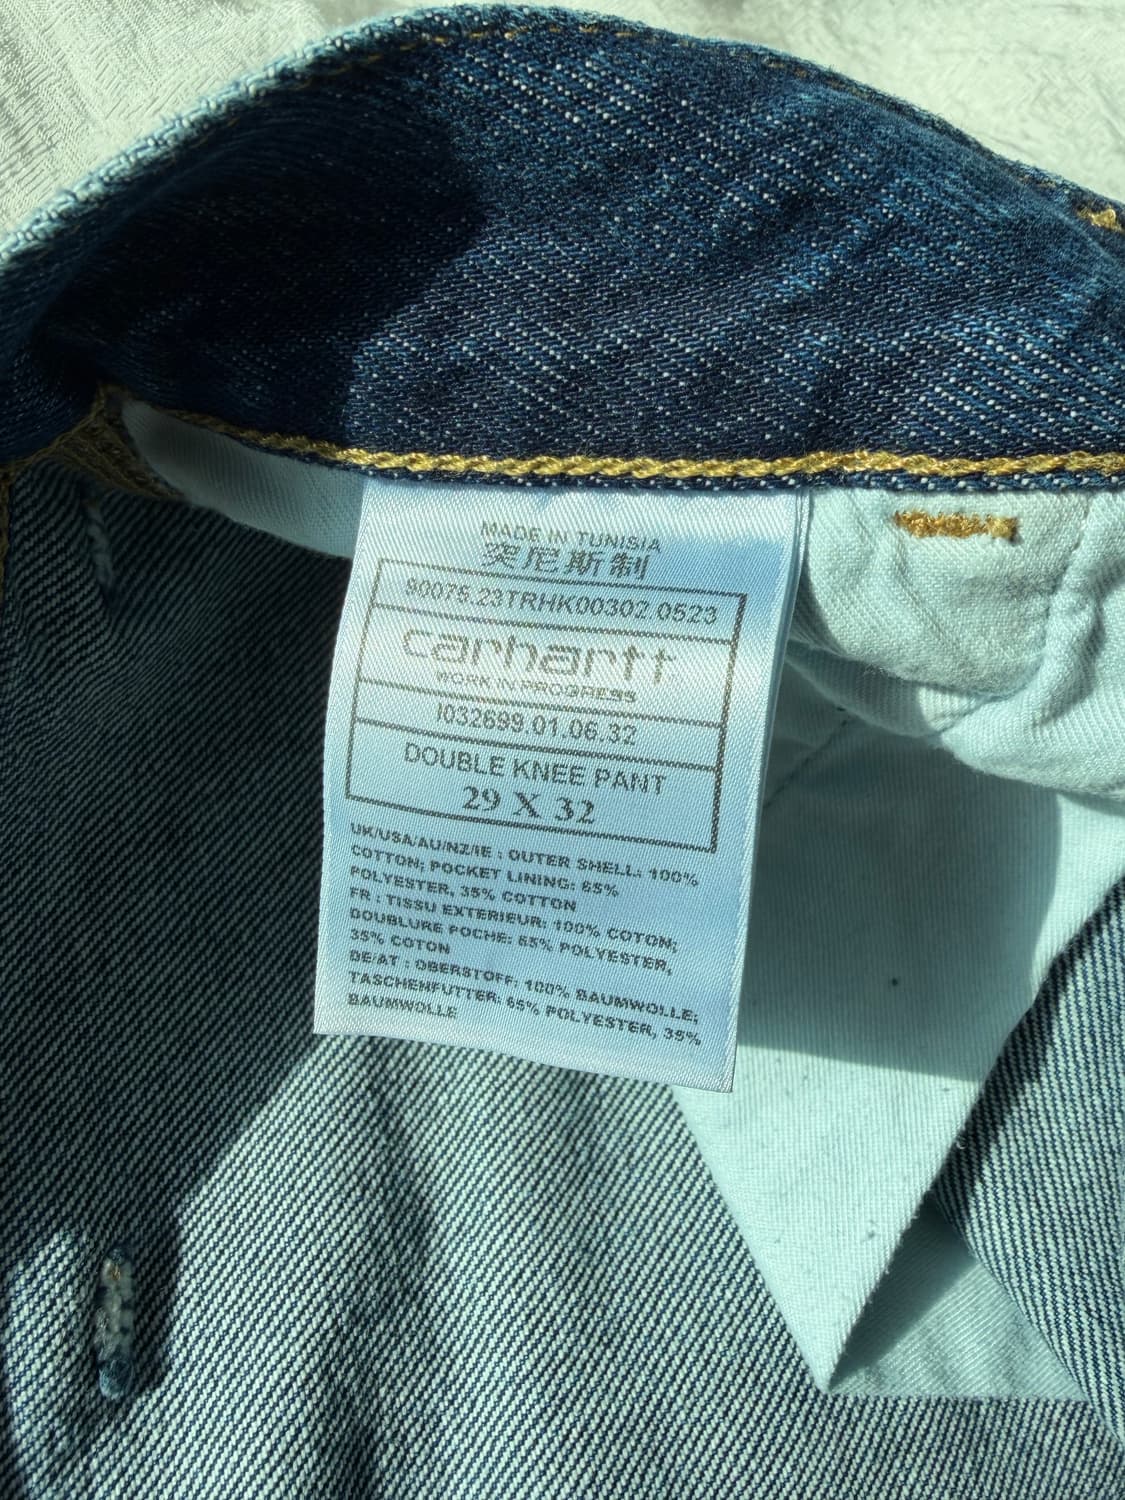 MADE IN TUNISIA
突尼斯制
90075.23TRHK00302.0523
carhartt
WORK IN PROGRESS
I032699.01.06.32
DOUBLE KNEE PANT
29 X 32
UK/USA/AU/NZ/IE : OUTER SHELL: 100%
COTTON; POCKET LINING: 65%
POLYESTER, 35% COTTON
FR : TISSU EXTERIEUR: 100% COTON;
DOUBLURE POCHE: 65% POLYESTER,
35% COTON
DE/AT : OBERSTOFF: 100% BAUMWOLLE;
TASCHENFUTTER: 65% POLYESTER, 35%
BAUMWOLLE